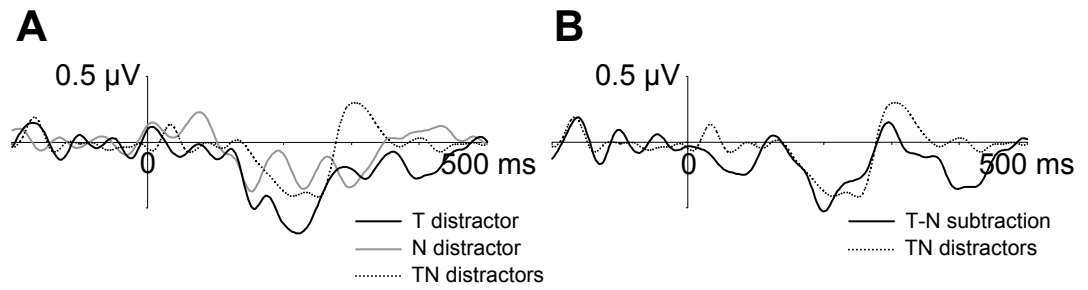 A
0.5 µV
0
500 ms
T distractor
N distractor
TN distractors
B
0.5 µV
0
500 ms
T-N subtraction
TN distractors